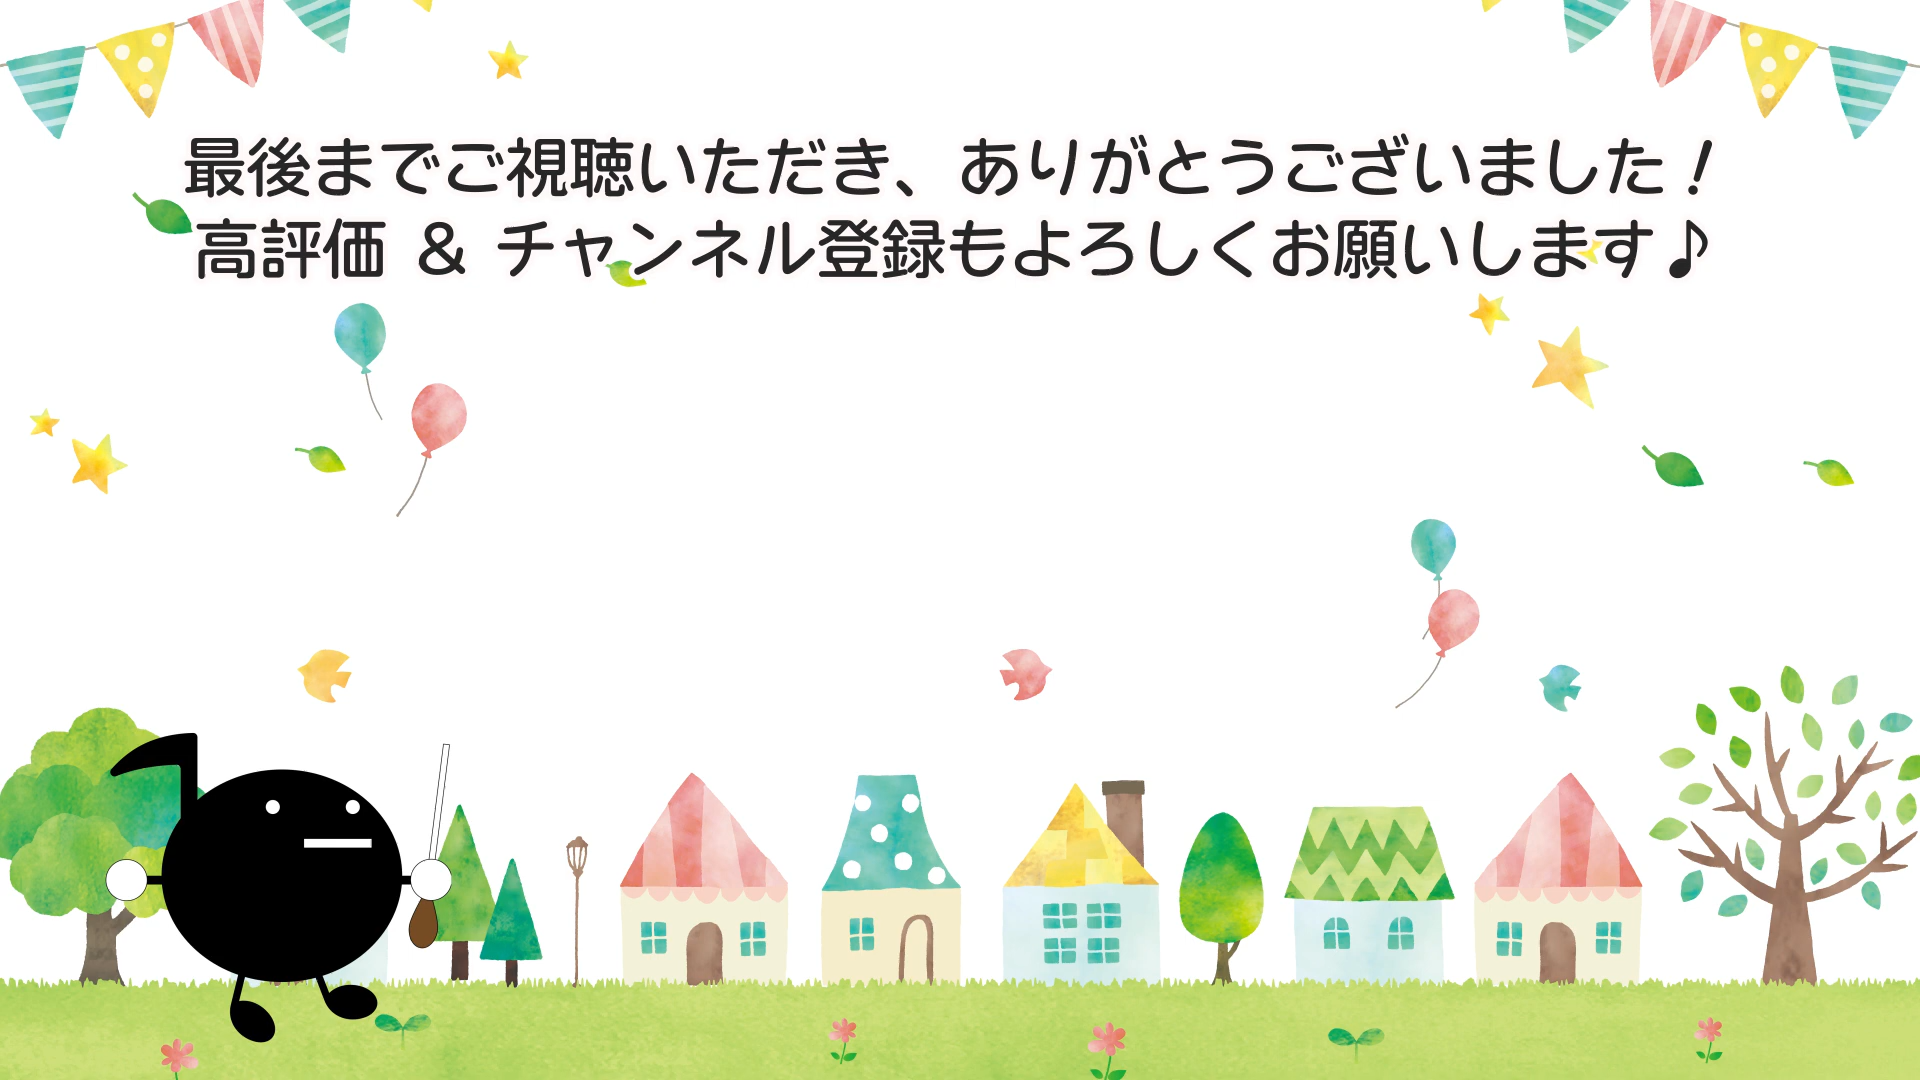 最後までご視聴いただき、ありがとうございました！
高評価 & チャンネル登録もよろしくお願いします♪